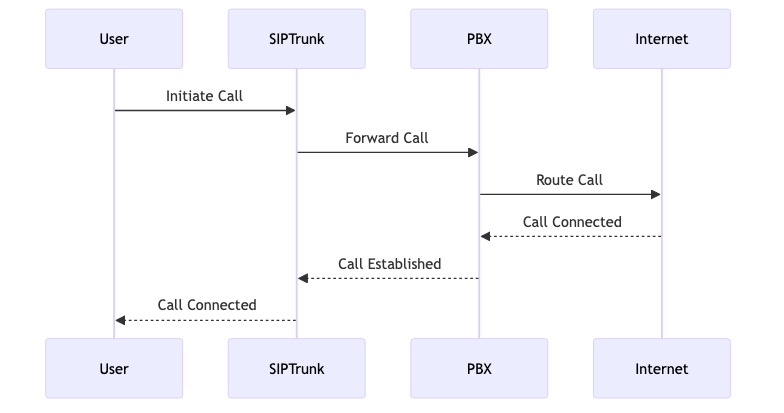 User
SIPTrunk
PBX
Internet
Initiate Call
Forward Call
Route Call
Call Connected
Call Established
Call Connected
User
SIPTrunk
PBX
Internet